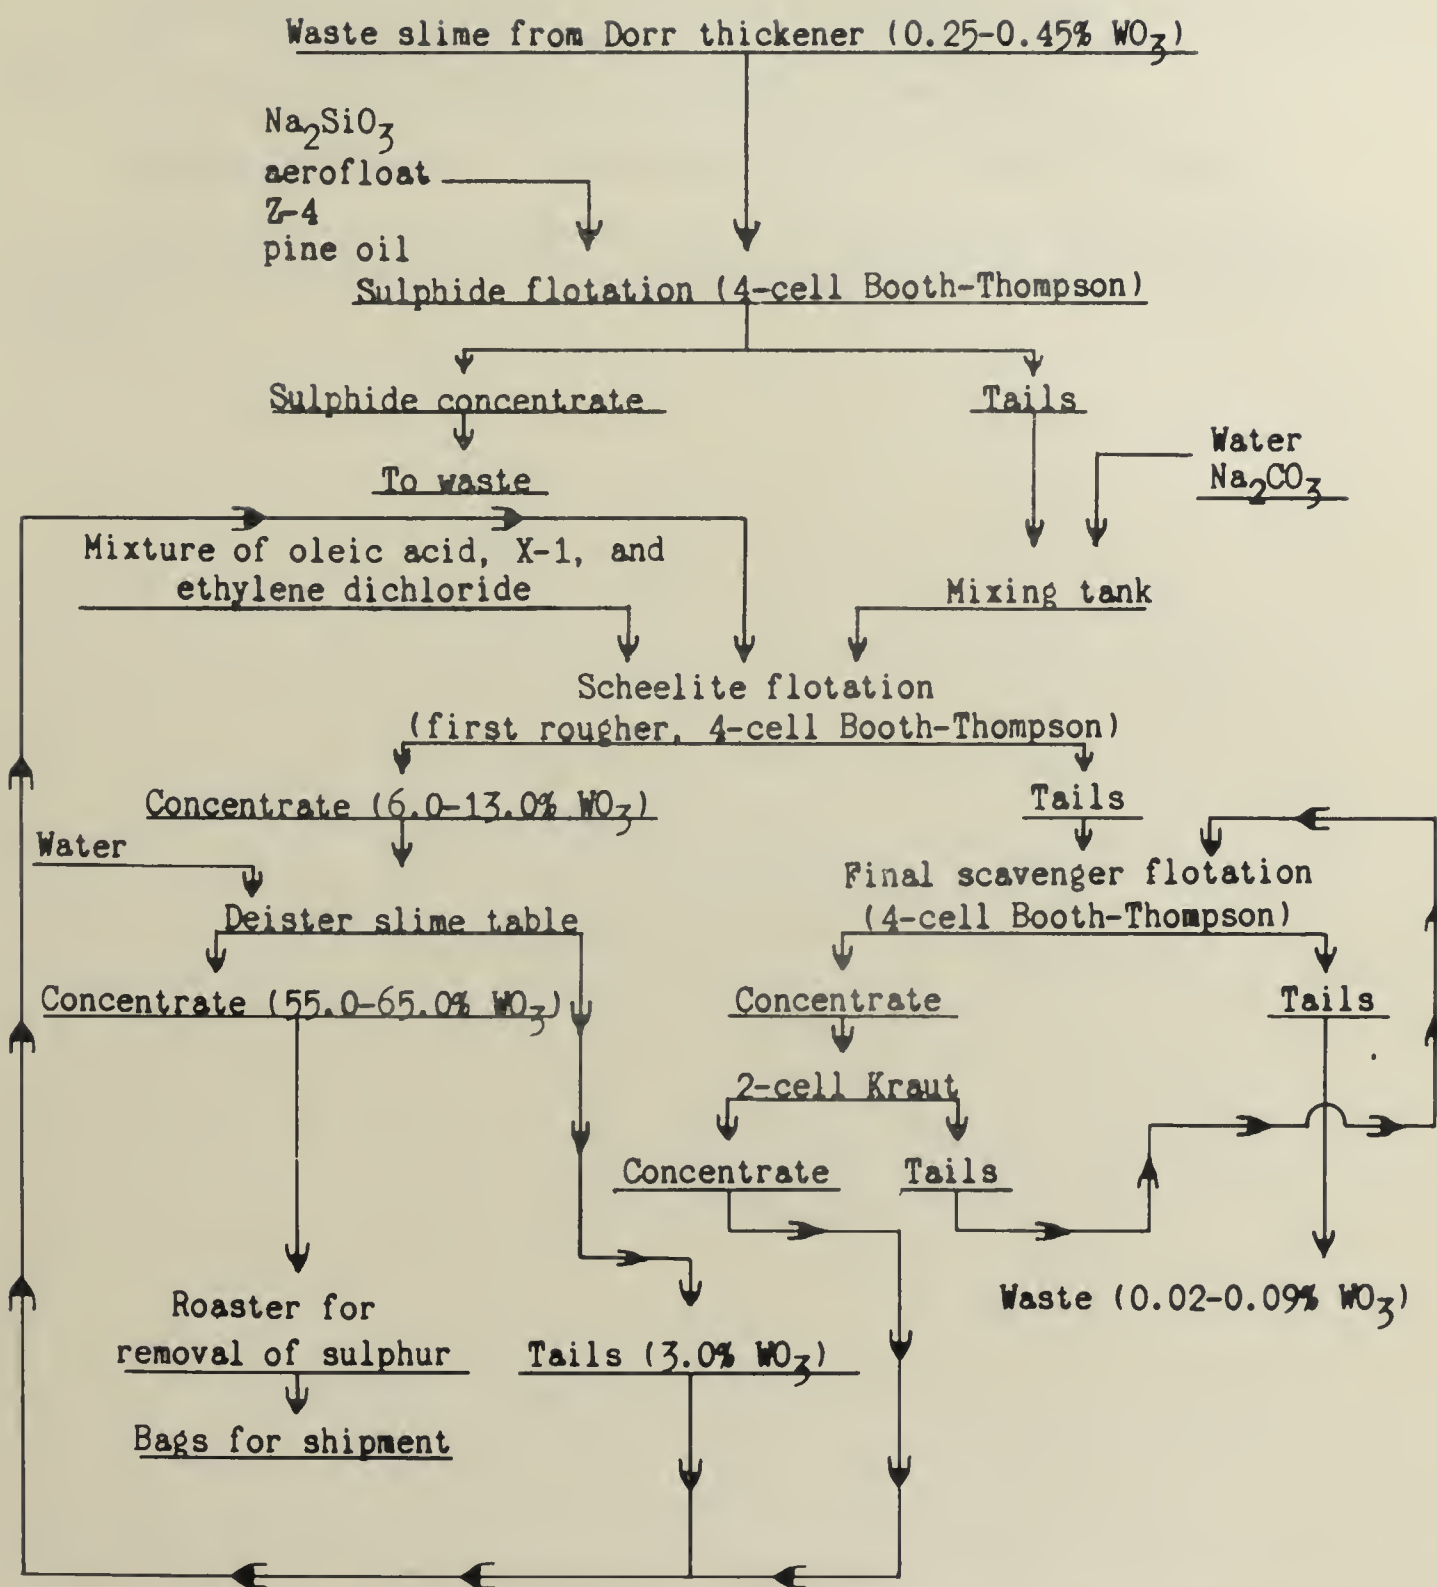 Waste slime from Dorr thickener (0.25-0.45% WO₃)
Na₂SiO₃
aerofloat
Z-4
pine oil
Sulphide flotation (4-cell Booth-Thompson)
Sulphide concentrate
Tails
To waste
Water
Na₂CO₃
Mixture of oleic acid, X-1, and
ethylene dichloride
Mixing tank
Scheelite flotation
(first rougher, 4-cell Booth-Thompson)
Concentrate (6.0-13.0% WO₃)
Tails
Water
Final scavenger flotation
(4-cell Booth-Thompson)
Deister slime table
Concentrate (55.0-65.0% WO₃)
Concentrate
Tails
2-cell Kraut
Concentrate
Tails
Roaster for
removal of sulphur
Tails (3.0% WO₃)
Waste (0.02-0.09% WO₃)
Bags for shipment